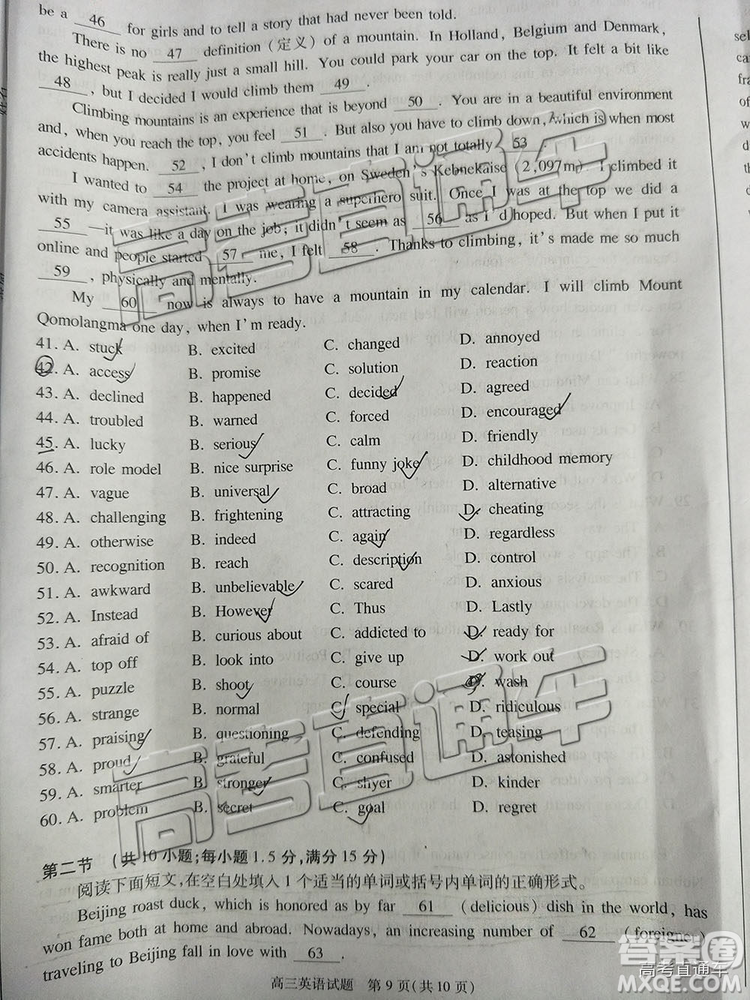 be a 46 for girls and to tell a story that had never been told.
There is no 47 definition (定义) of a mountain. In Holland, Belgium and Denmark,
the highest peak is really just a small hill. You could park your car on the top. It felt a bit like
48 , but I decided I would climb them 49 .
Climbing mountains is an experience that is beyond 50 . You are in a beautiful environment
and, when you reach the top, you feel 51 . But also you have to climb down, which is when most
accidents happen. 52 , I don't climb mountains that I am not totally 53
I wanted to 54 the project at home, on Sweden's Kebnekaise (2,097m). I climbed it
with my camera assistant. I was wearing a superhero suit. Once I was at the top we did a
55 —it was like a day on the job; it didn't seem as 56 as I'd hoped. But when I put it
online and people started 57 me, I felt 58 . Thanks to climbing, it's made me so much
59 , physically and mentally.
My 60 now is always to have a mountain in my calendar. I will climb Mount
Qomolangma one day, when I'm ready.
41. A. stuck B. excited C. changed D. annoyed
42. A. access B. promise C. solution D. reaction
43. A. declined B. happened C. decided D. agreed
44. A. troubled B. warned C. forced D. encouraged
45. A. lucky B. serious C. calm D. friendly
46. A. role model B. nice surprise C. funny joke D. childhood memory
47. A. vague B. universal C. broad D. alternative
48. A. challenging B. frightening C. attracting D. cheating
49. A. otherwise B. indeed C. again D. regardless
50. A. recognition B. reach C. description D. control
51. A. awkward B. unbelievable C. scared D. anxious
52. A. Instead B. However C. Thus D. Lastly
53. A. afraid of B. curious about C. addicted to D. ready for
54. A. top off B. look into C. give up D. work out
55. A. puzzle B. shoot C. course D. wash
56. A. strange B. normal C. special D. ridiculous
57. A. praising B. questioning C. defending D. teasing
58. A. proud B. grateful C. confused D. astonished
59. A. smarter B. stronger C. shyer D. kinder
60. A. problem B. secret C. goal D. regret
第二节 (共10小题;每小题1.5分,满分15分)
阅读下面短文,在空白处填入1个适当的单词或括号内单词的正确形式。
Beijing roast duck, which is honored as by far 61 (delicious) dish in the world, has
won fame both at home and abroad. Nowadays, an increasing number of 62 (foreigner)
traveling to Beijing fall in love with 63 .
高三英语试题 第9页(共10页)
高考直通车
高考直通车
答案圈
高考直通车
MXQE.COM